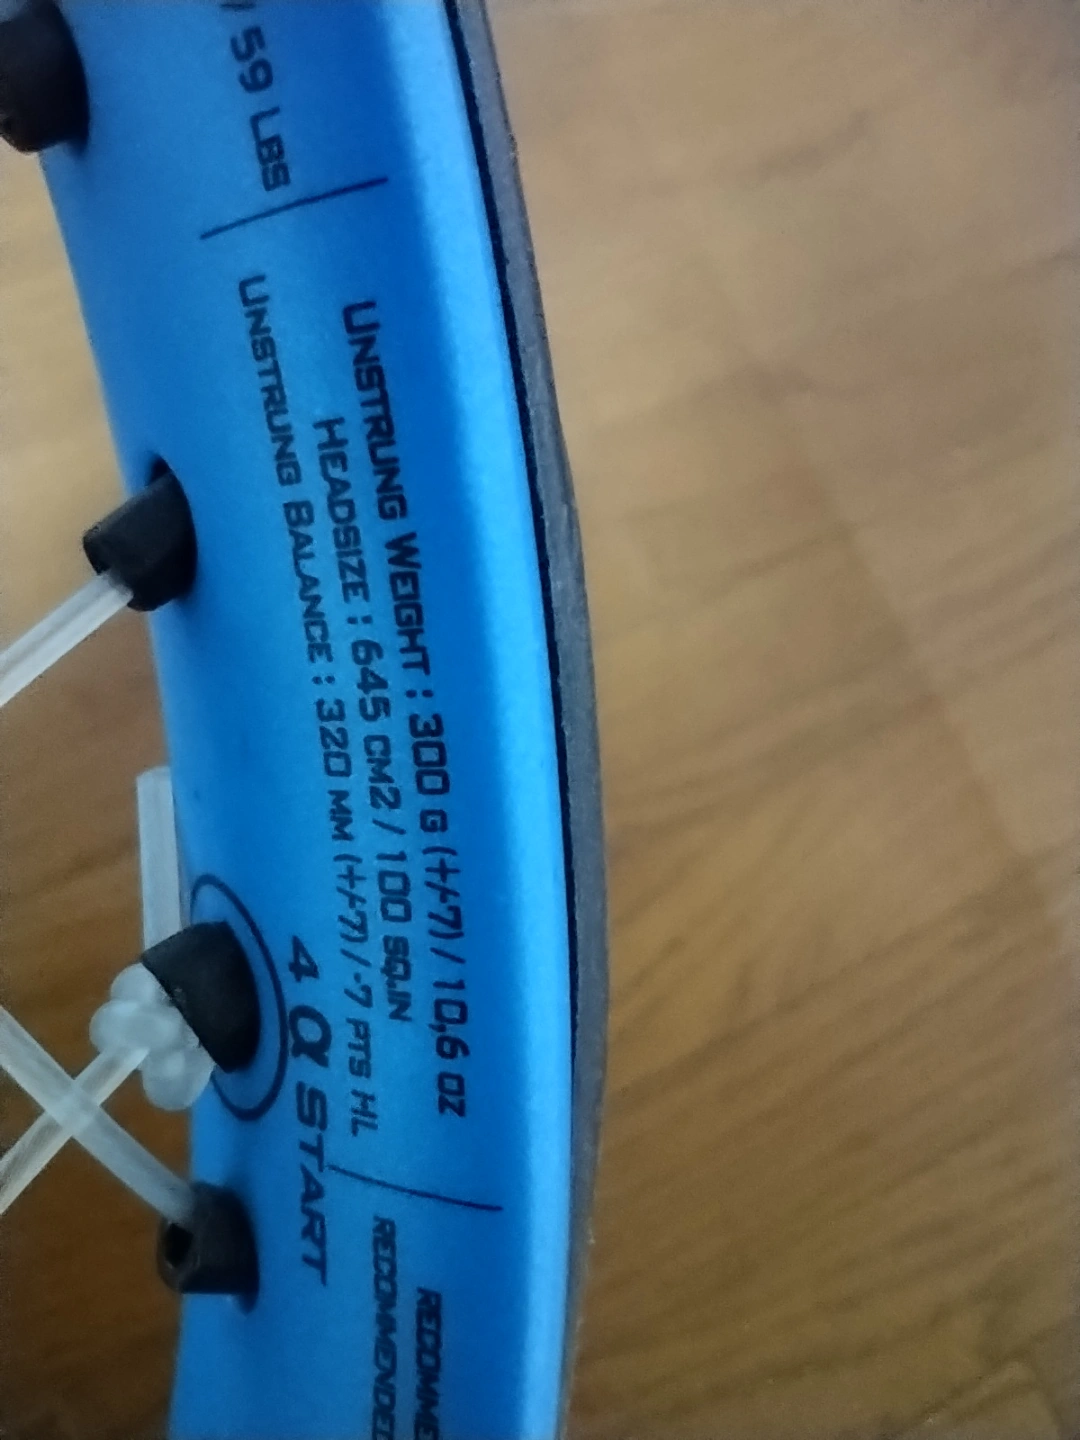 59 LBS
UNSTRUNG WEIGHT : 300 G (+/-7) / 10,6 OZ
HEADSIZE : 645 CM2 / 100 SQ.IN
UNSTRUNG BALANCE : 320 MM (+/-7) / -7 PTS HL
4 α START
RECOMME
RECOMMENDED